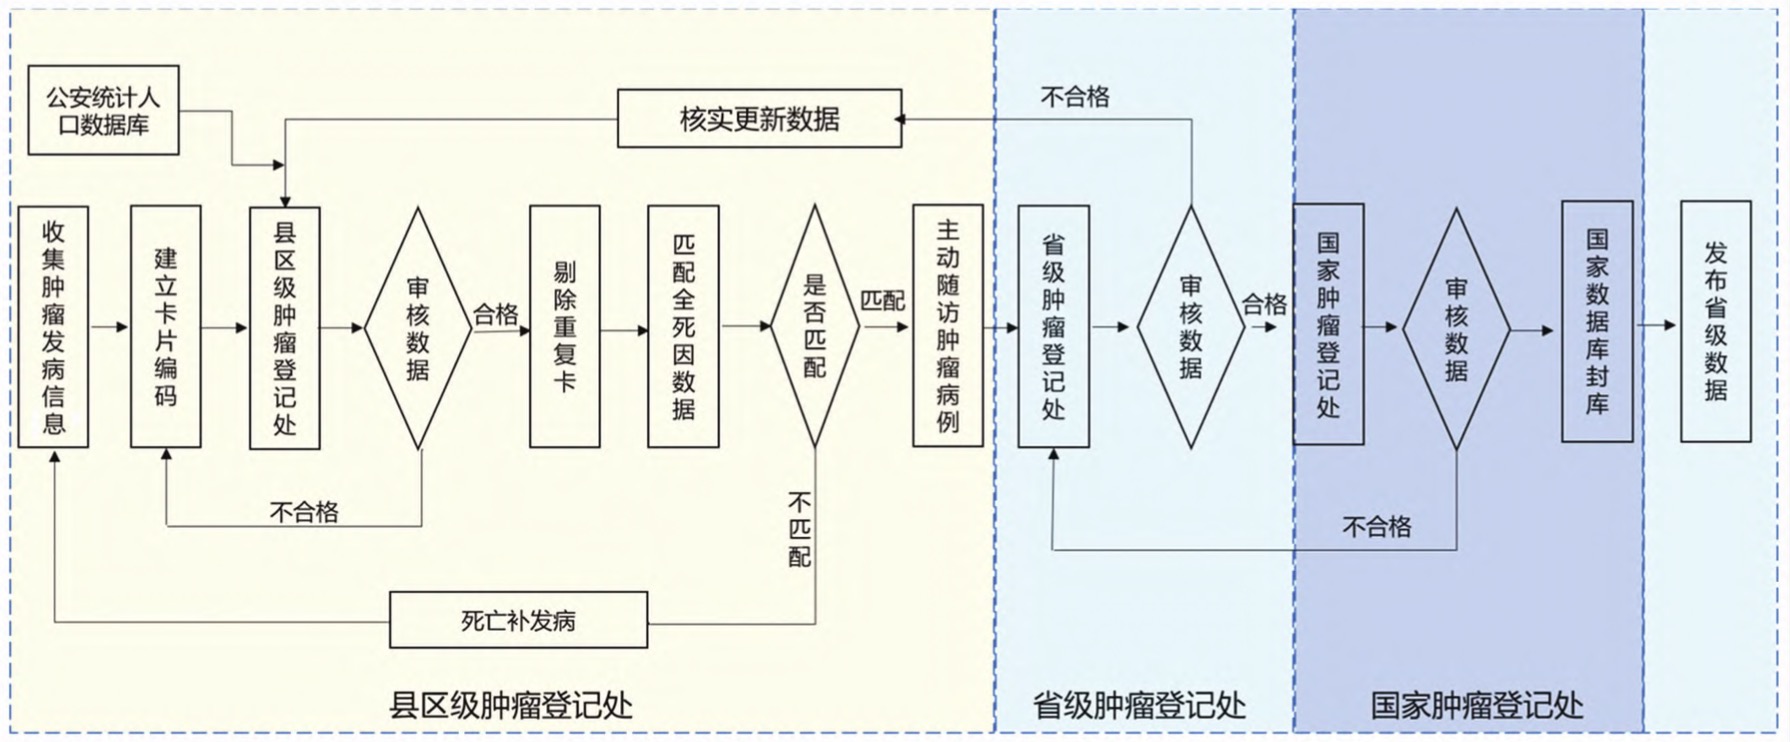 公安统计人
口数据库
核实更新数据
不合格
收集肿瘤发病信息
建立卡片编码
县区级肿瘤登记处
审核数据
合格
剔除重复卡
匹配全死因数据
是否匹配
匹配
主动随访肿瘤病例
省级肿瘤登记处
审核数据
合格
国家肿瘤登记处
审核数据
国家数据库封库
发布省级数据
不合格
不匹配
不合格
死亡补发病
县区级肿瘤登记处
省级肿瘤登记处
国家肿瘤登记处